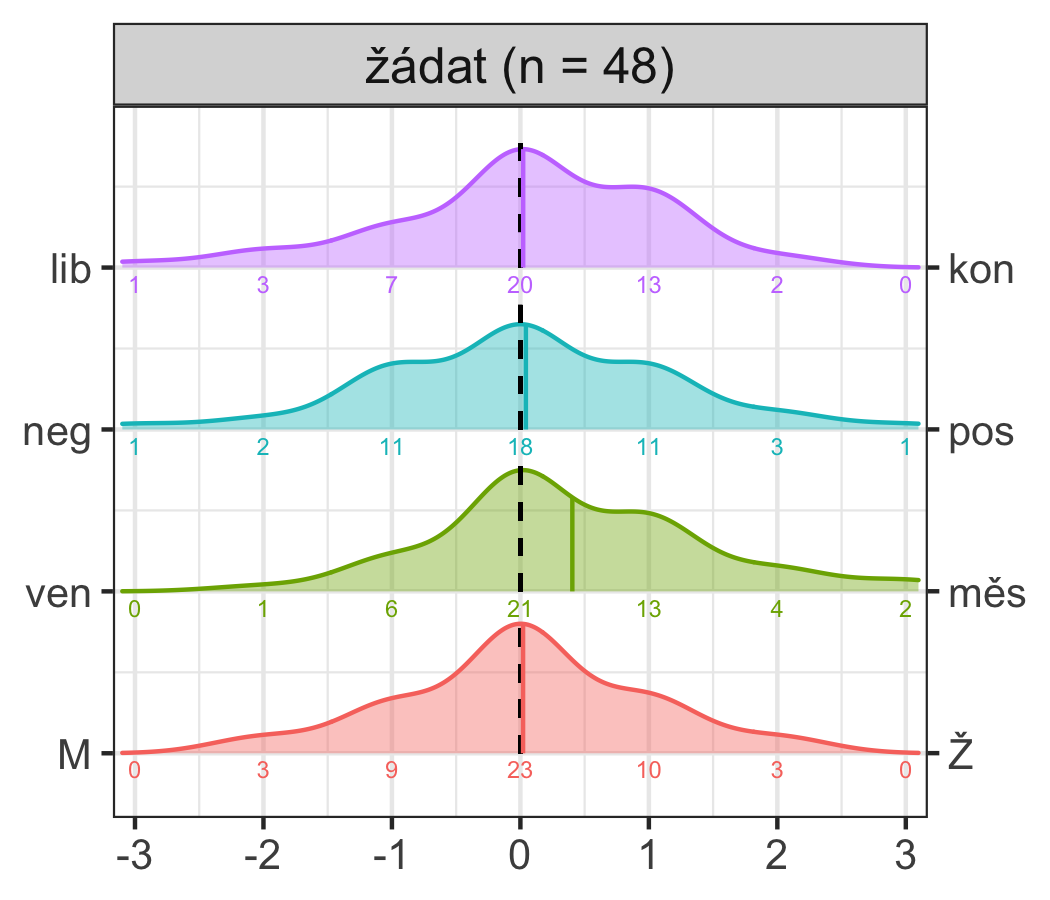 žádat (n = 48)
lib kon
1 3 7 20 13 2 0
neg pos
1 2 11 18 11 3 1
ven měs
0 1 6 21 13 4 2
M Ž
0 3 9 23 10 3 0
-3 -2 -1 0 1 2 3